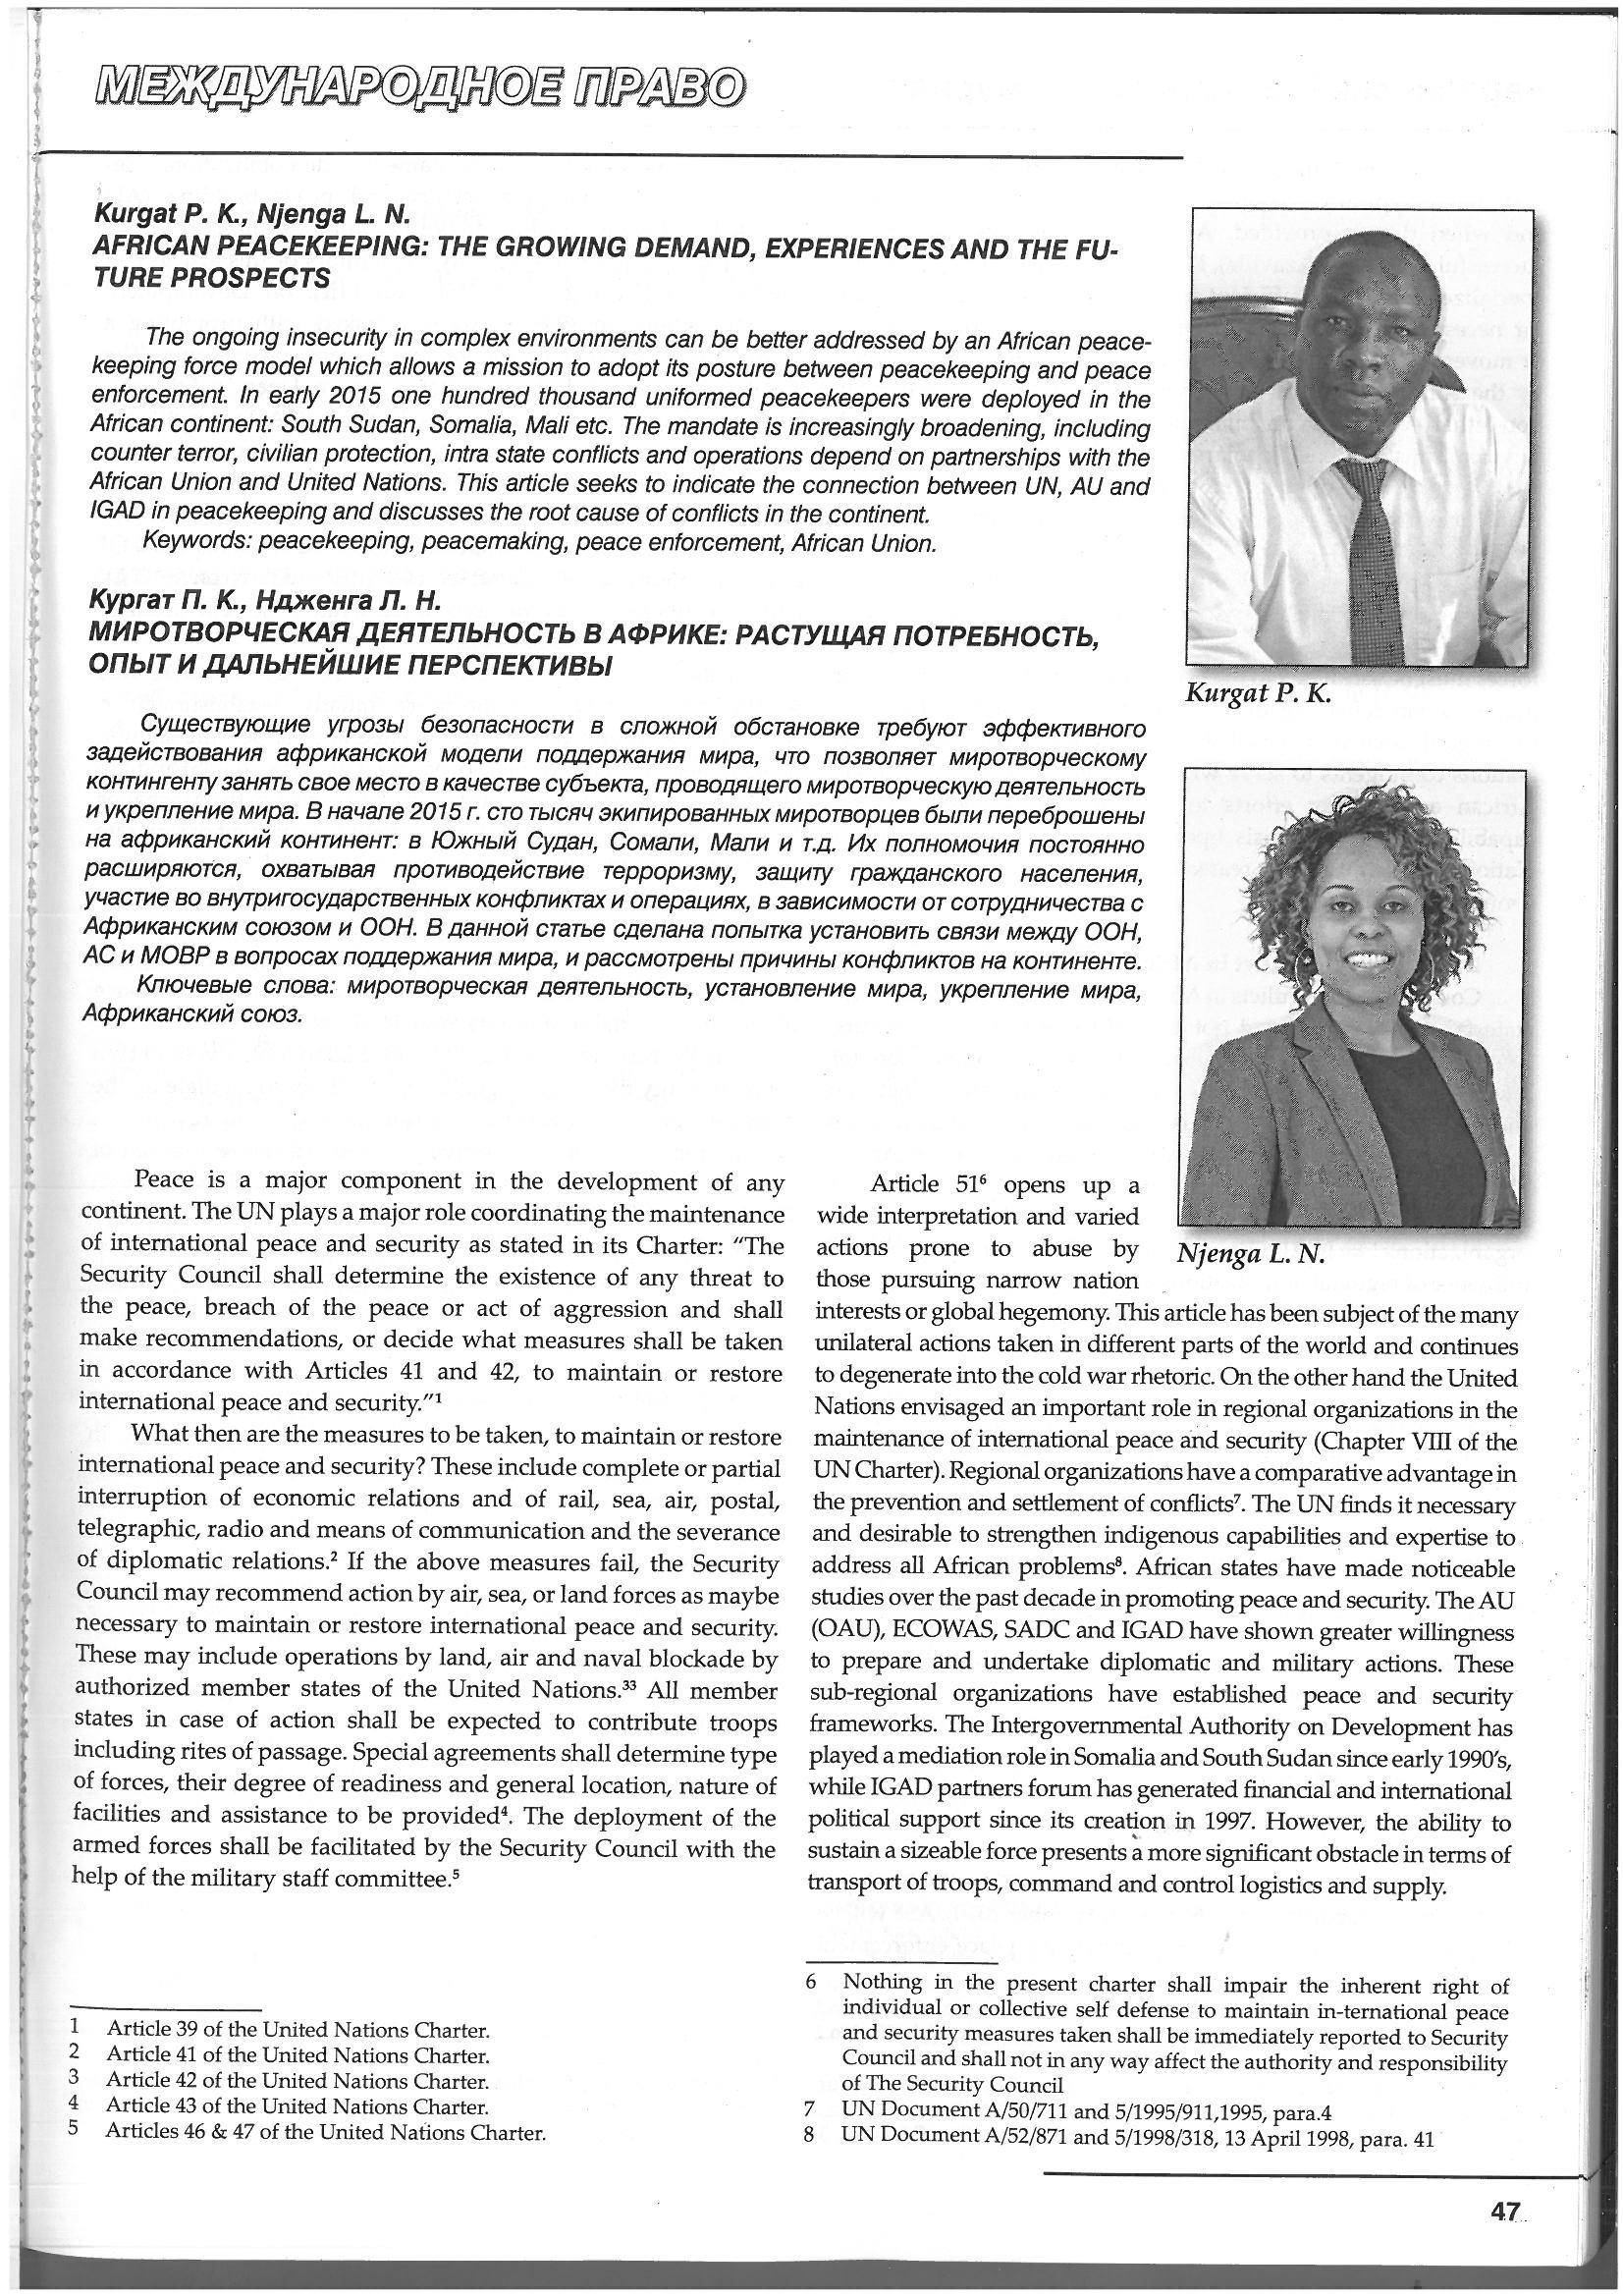 МЕЖДУНАРОДНОЕ ПРАВО
Kurgat P. K., Njenga L. N.
AFRICAN PEACEKEEPING: THE GROWING DEMAND, EXPERIENCES AND THE FU-
TURE PROSPECTS
The ongoing insecurity in complex environments can be better addressed by an African peace-
keeping force model which allows a mission to adopt its posture between peacekeeping and peace
enforcement. In early 2015 one hundred thousand uniformed peacekeepers were deployed in the
African continent: South Sudan, Somalia, Mali etc. The mandate is increasingly broadening, including
counter terror, civilian protection, intra state conflicts and operations depend on partnerships with the
African Union and United Nations. This article seeks to indicate the connection between UN, AU and
IGAD in peacekeeping and discusses the root cause of conflicts in the continent.
Keywords: peacekeeping, peacemaking, peace enforcement, African Union.
Кургат П. К., Ндженга Л. Н.
МИРОТВОРЧЕСКАЯ ДЕЯТЕЛЬНОСТЬ В АФРИКЕ: РАСТУЩАЯ ПОТРЕБНОСТЬ,
ОПЫТ И ДАЛЬНЕЙШИЕ ПЕРСПЕКТИВЫ
Существующие угрозы безопасности в сложной обстановке требуют эффективного
задействования африканской модели поддержания мира, что позволяет миротворческому
контингенту занять свое место в качестве субъекта, проводящего миротворческую деятельность
и укрепление мира. В начале 2015 г. сто тысяч экипированных миротворцев были переброшены
на африканский континент: в Южный Судан, Сомали, Мали и т.д. Их полномочия постоянно
расширяются, охватывая противодействие терроризму, защиту гражданского населения,
участие во внутригосударственных конфликтах и операциях, в зависимости от сотрудничества с
Африканским союзом и ООН. В данной статье сделана попытка установить связи между ООН,
АС и МОВР в вопросах поддержания мира, и рассмотрены причины конфликтов на континенте.
Ключевые слова: миротворческая деятельность, установление мира, укрепление мира,
Африканский союз.
Kurgat P. K.
Njenga L. N.
Peace is a major component in the development of any
continent. The UN plays a major role coordinating the maintenance
of international peace and security as stated in its Charter: "The
Security Council shall determine the existence of any threat to
the peace, breach of the peace or act of aggression and shall
make recommendations, or decide what measures shall be taken
in accordance with Articles 41 and 42, to maintain or restore
international peace and security."¹
What then are the measures to be taken, to maintain or restore
international peace and security? These include complete or partial
interruption of economic relations and of rail, sea, air, postal,
telegraphic, radio and means of communication and the severance
of diplomatic relations.² If the above measures fail, the Security
Council may recommend action by air, sea, or land forces as maybe
necessary to maintain or restore international peace and security.
These may include operations by land, air and naval blockade by
authorized member states of the United Nations.³³ All member
states in case of action shall be expected to contribute troops
including rites of passage. Special agreements shall determine type
of forces, their degree of readiness and general location, nature of
facilities and assistance to be provided⁴. The deployment of the
armed forces shall be facilitated by the Security Council with the
help of the military staff committee.⁵
1 Article 39 of the United Nations Charter.
2 Article 41 of the United Nations Charter.
3 Article 42 of the United Nations Charter.
4 Article 43 of the United Nations Charter.
5 Articles 46 & 47 of the United Nations Charter.
Article 51⁶ opens up a
wide interpretation and varied
actions prone to abuse by
those pursuing narrow nation
interests or global hegemony. This article has been subject of the many
unilateral actions taken in different parts of the world and continues
to degenerate into the cold war rhetoric. On the other hand the United
Nations envisaged an important role in regional organizations in the
maintenance of international peace and security (Chapter VIII of the
UN Charter). Regional organizations have a comparative advantage in
the prevention and settlement of conflicts⁷. The UN finds it necessary
and desirable to strengthen indigenous capabilities and expertise to
address all African problems⁸. African states have made noticeable
studies over the past decade in promoting peace and security. The AU
(OAU), ECOWAS, SADC and IGAD have shown greater willingness
to prepare and undertake diplomatic and military actions. These
sub-regional organizations have established peace and security
frameworks. The Intergovernmental Authority on Development has
played a mediation role in Somalia and South Sudan since early 1990's,
while IGAD partners forum has generated financial and international
political support since its creation in 1997. However, the ability to
sustain a sizeable force presents a more significant obstacle in terms of
transport of troops, command and control logistics and supply.
6 Nothing in the present charter shall impair the inherent right of
individual or collective self defense to maintain in-ternational peace
and security measures taken shall be immediately reported to Security
Council and shall not in any way affect the authority and responsibility
of The Security Council
7 UN Document A/50/711 and 5/1995/911,1995, para.4
8 UN Document A/52/871 and 5/1998/318, 13 April 1998, para. 41
47